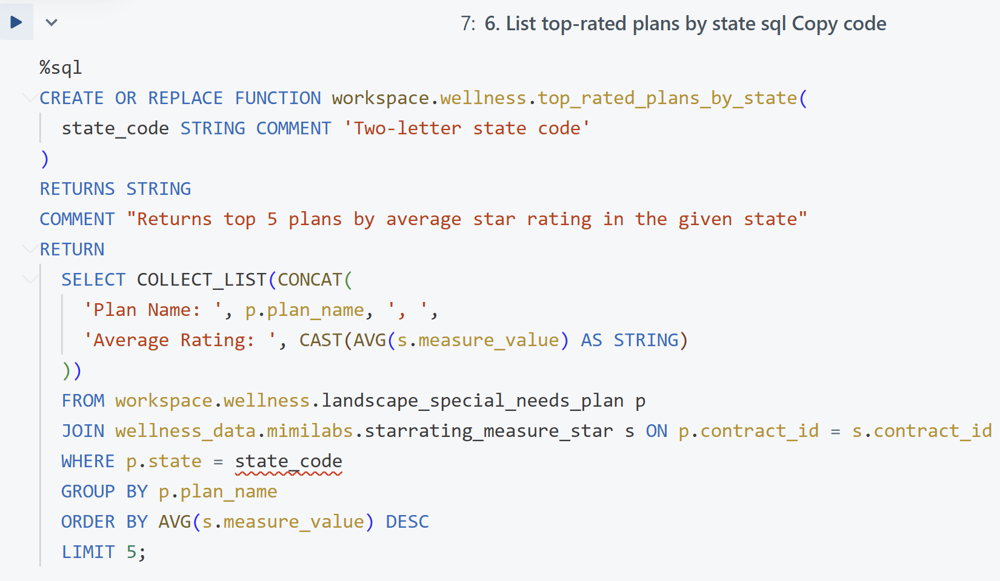 7: 6. List top-rated plans by state sql Copy code
%sql
CREATE OR REPLACE FUNCTION workspace.wellness.top_rated_plans_by_state(
  state_code STRING COMMENT 'Two-letter state code'
)
RETURNS STRING
COMMENT "Returns top 5 plans by average star rating in the given state"
RETURN
  SELECT COLLECT_LIST(CONCAT(
    'Plan Name: ', p.plan_name, ', ',
    'Average Rating: ', CAST(AVG(s.measure_value) AS STRING)
  ))
  FROM workspace.wellness.landscape_special_needs_plan p
  JOIN wellness_data.mimilabs.starrating_measure_star s ON p.contract_id = s.contract_id
  WHERE p.state = state_code
  GROUP BY p.plan_name
  ORDER BY AVG(s.measure_value) DESC
  LIMIT 5;